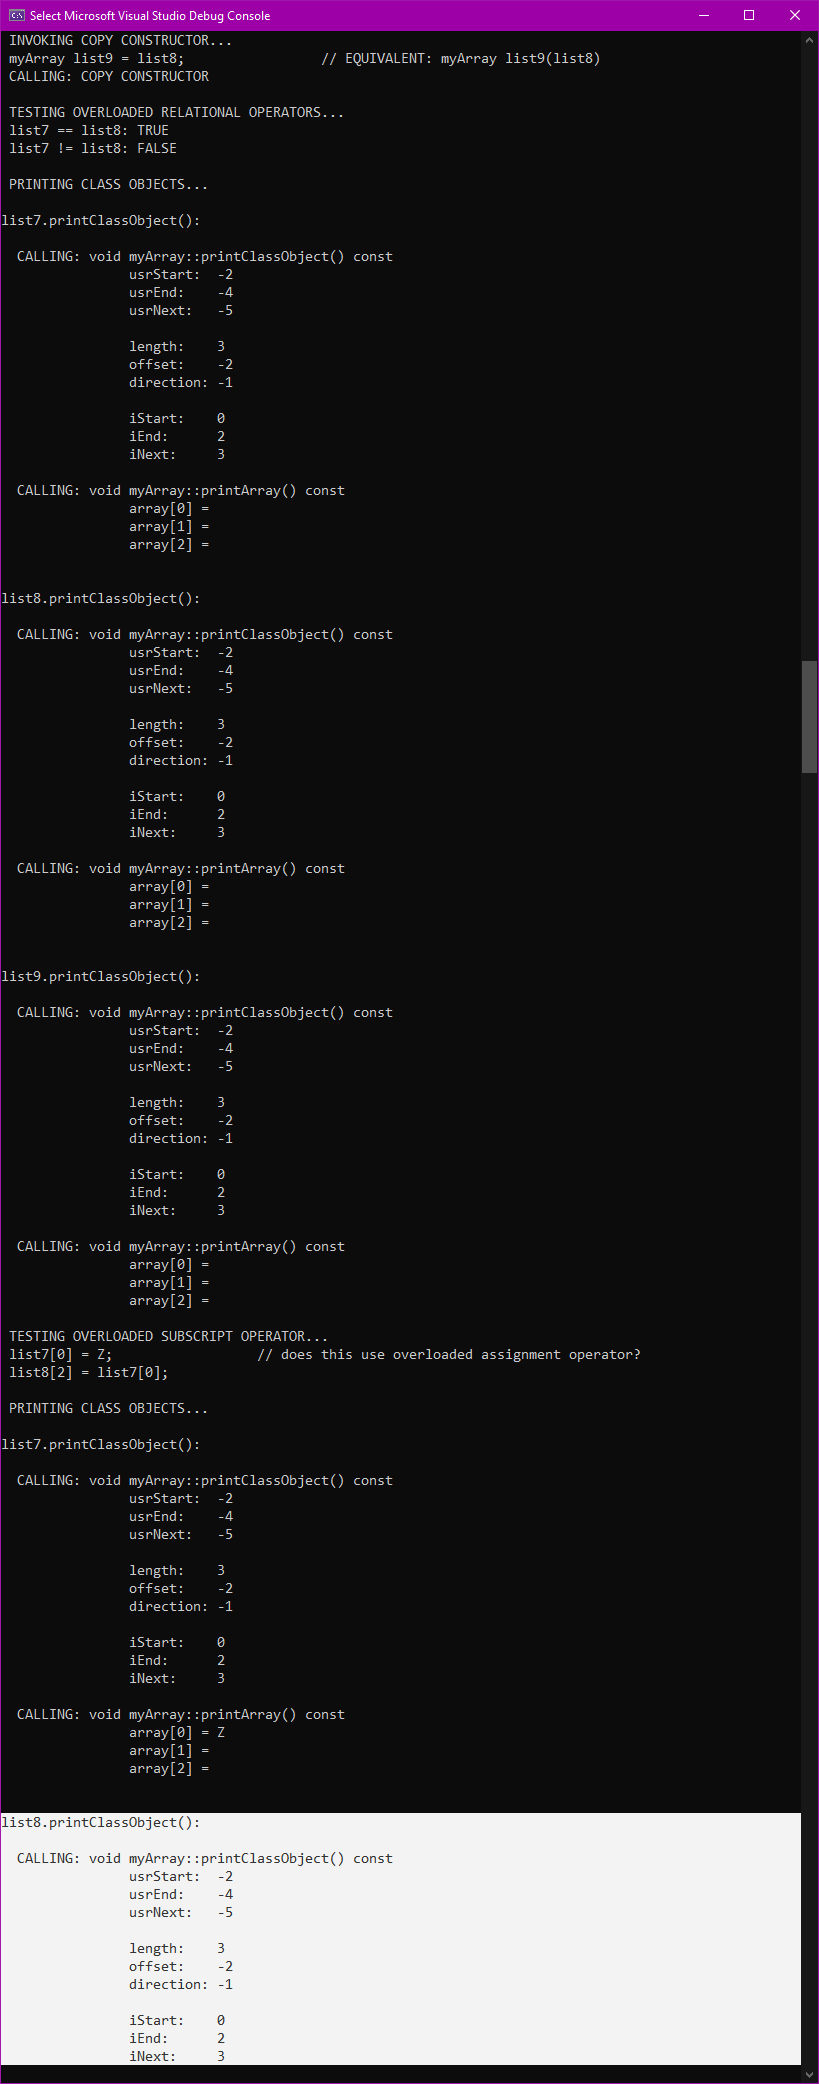 Select Microsoft Visual Studio Debug Console
INVOKING COPY CONSTRUCTOR...
myArray list9 = list8;                 // EQUIVALENT: myArray list9(list8)
CALLING: COPY CONSTRUCTOR
TESTING OVERLOADED RELATIONAL OPERATORS...
list7 == list8: TRUE
list7 != list8: FALSE
PRINTING CLASS OBJECTS...
list7.printClassObject():
CALLING: void myArray::printClassObject() const
usrStart:  -2
usrEnd:    -4
usrNext:   -5
length:    3
offset:    -2
direction: -1
iStart:    0
iEnd:      2
iNext:     3
CALLING: void myArray::printArray() const
array[0] =
array[1] =
array[2] =
list8.printClassObject():
CALLING: void myArray::printClassObject() const
usrStart:  -2
usrEnd:    -4
usrNext:   -5
length:    3
offset:    -2
direction: -1
iStart:    0
iEnd:      2
iNext:     3
CALLING: void myArray::printArray() const
array[0] =
array[1] =
array[2] =
list9.printClassObject():
CALLING: void myArray::printClassObject() const
usrStart:  -2
usrEnd:    -4
usrNext:   -5
length:    3
offset:    -2
direction: -1
iStart:    0
iEnd:      2
iNext:     3
CALLING: void myArray::printArray() const
array[0] =
array[1] =
array[2] =
TESTING OVERLOADED SUBSCRIPT OPERATOR...
list7[0] = Z;                  // does this use overloaded assignment operator?
list8[2] = list7[0];
PRINTING CLASS OBJECTS...
list7.printClassObject():
CALLING: void myArray::printClassObject() const
usrStart:  -2
usrEnd:    -4
usrNext:   -5
length:    3
offset:    -2
direction: -1
iStart:    0
iEnd:      2
iNext:     3
CALLING: void myArray::printArray() const
array[0] = Z
array[1] =
array[2] =
list8.printClassObject():
CALLING: void myArray::printClassObject() const
usrStart:  -2
usrEnd:    -4
usrNext:   -5
length:    3
offset:    -2
direction: -1
iStart:    0
iEnd:      2
iNext:     3